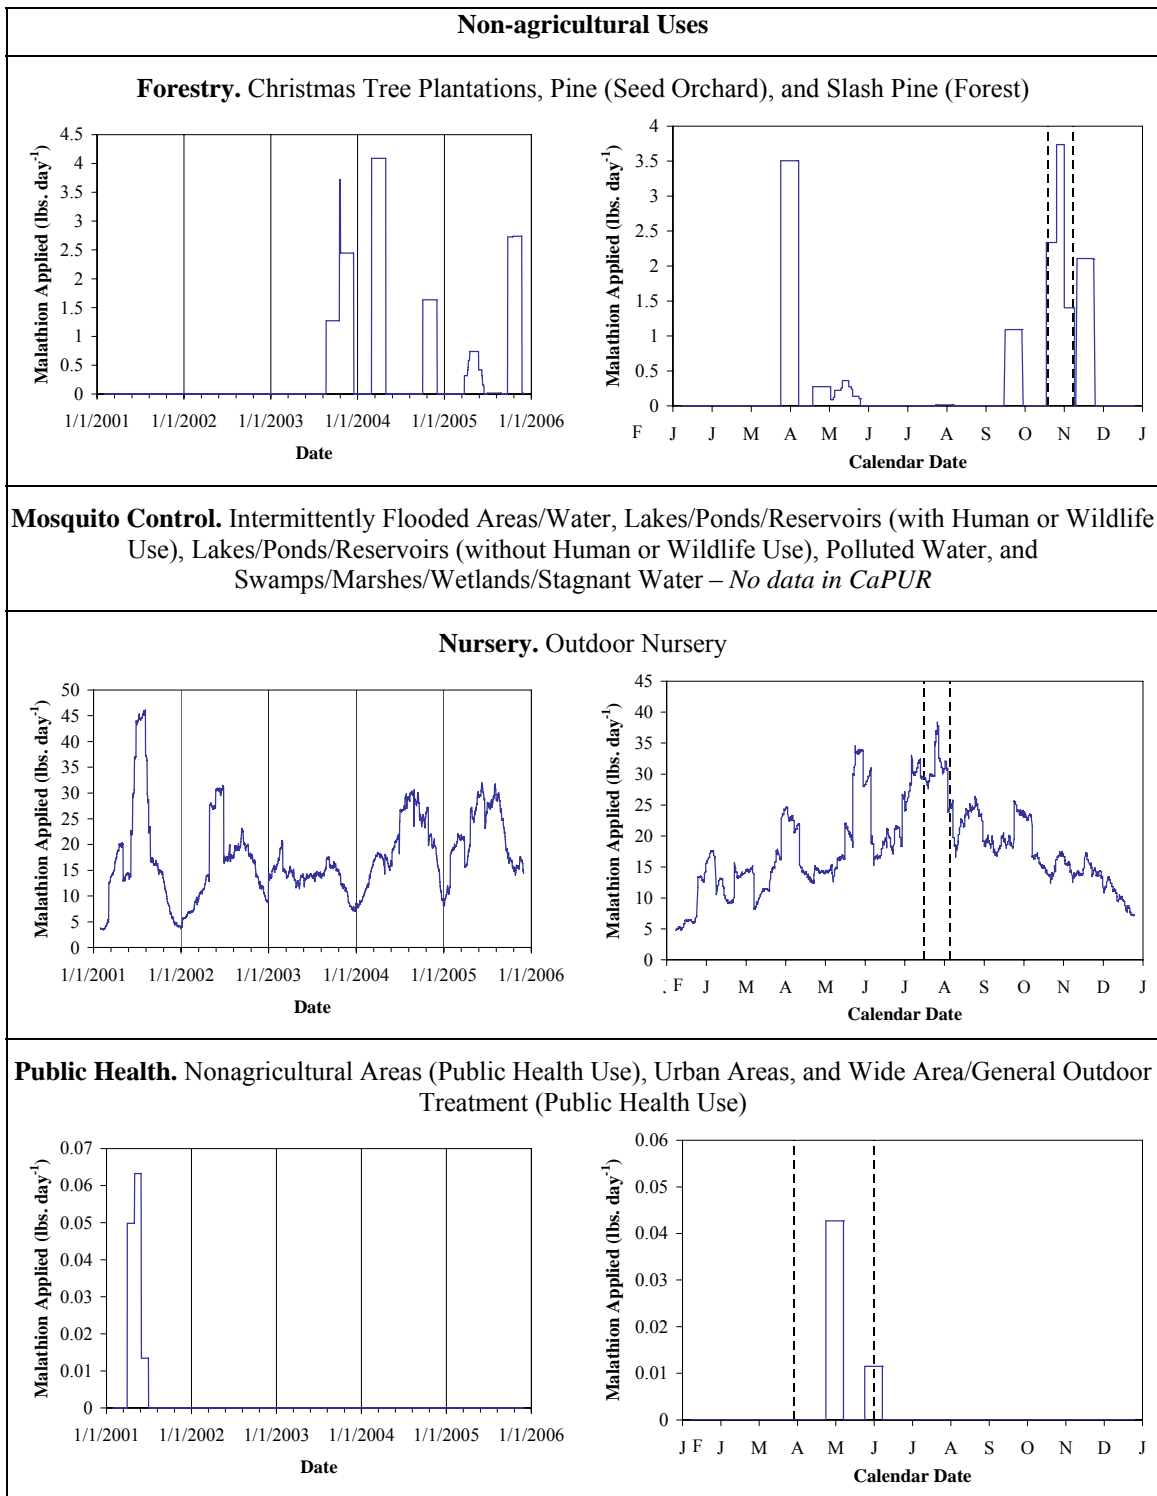 Non-agricultural Uses
Forestry. Christmas Tree Plantations, Pine (Seed Orchard), and Slash Pine (Forest)
Malathion Applied (lbs. day-1)
4.5
4
3.5
3
2.5
2
1.5
1
0.5
0
1/1/2001 1/1/2002 1/1/2003 1/1/2004 1/1/2005 1/1/2006
Date
Malathion Applied (lbs. day-1)
4
3.5
3
2.5
2
1.5
1
0.5
0
F J J M A M J J A S O N D J
Calendar Date
Mosquito Control. Intermittently Flooded Areas/Water, Lakes/Ponds/Reservoirs (with Human or Wildlife
Use), Lakes/Ponds/Reservoirs (without Human or Wildlife Use), Polluted Water, and
Swamps/Marshes/Wetlands/Stagnant Water – No data in CaPUR
Nursery. Outdoor Nursery
Malathion Applied (lbs. day-1)
50
45
40
35
30
25
20
15
10
5
0
1/1/2001 1/1/2002 1/1/2003 1/1/2004 1/1/2005 1/1/2006
Date
Malathion Applied (lbs. day-1)
45
40
35
30
25
20
15
10
5
0
F J M A M J J A S O N D J
Calendar Date
Public Health. Nonagricultural Areas (Public Health Use), Urban Areas, and Wide Area/General Outdoor
Treatment (Public Health Use)
Malathion Applied (lbs. day-1)
0.07
0.06
0.05
0.04
0.03
0.02
0.01
0
1/1/2001 1/1/2002 1/1/2003 1/1/2004 1/1/2005 1/1/2006
Date
Malathion Applied (lbs. day-1)
0.06
0.05
0.04
0.03
0.02
0.01
0
J F J M A M J J A S O N D J
Calendar Date